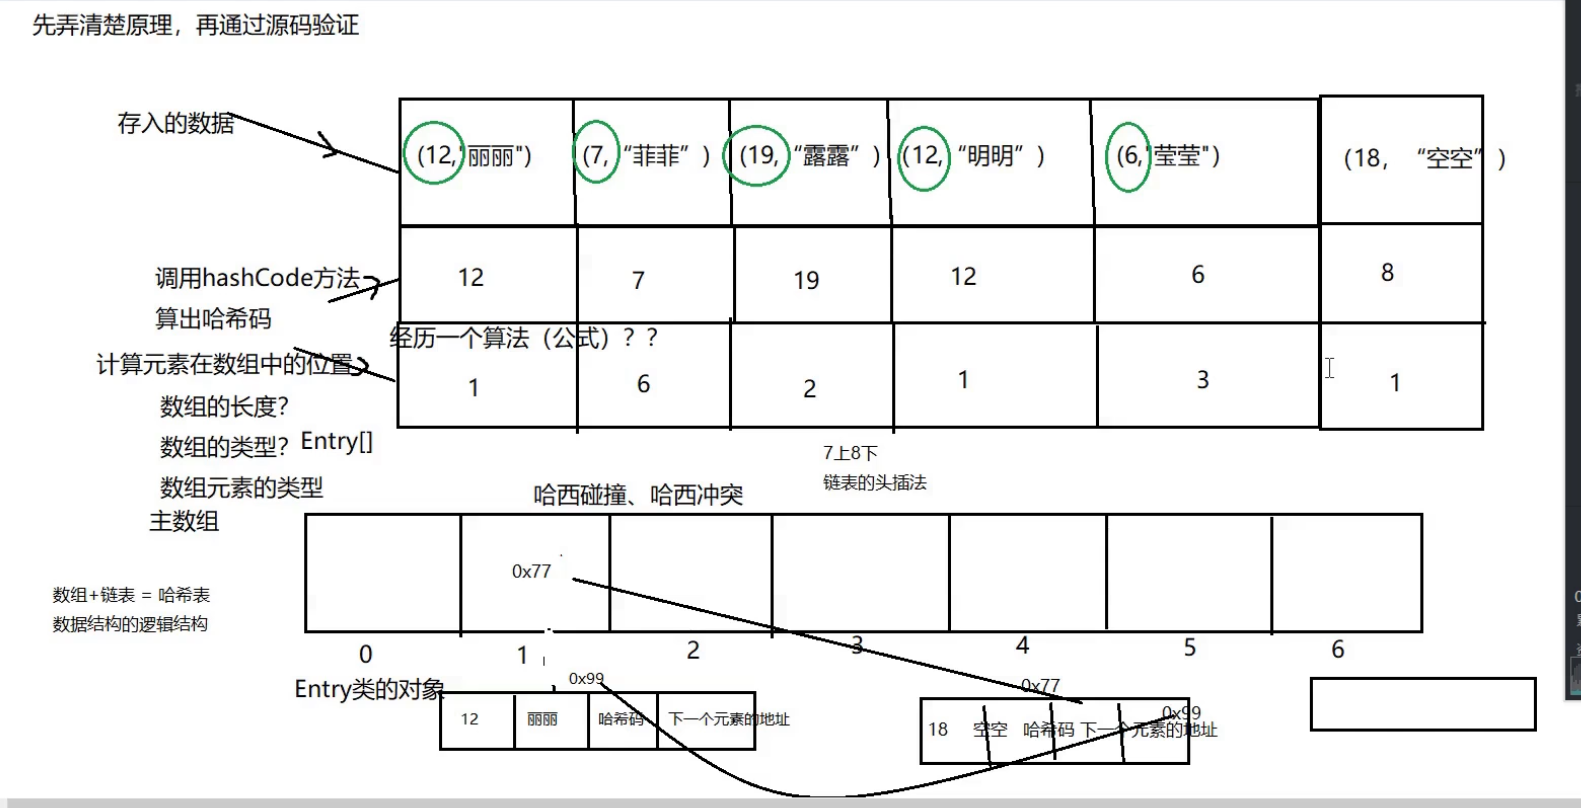 先弄清楚原理，再通过源码验证
存入的数据
(12,"丽丽")
(7, “菲菲” )
(19, “露露” )
(12, “明明” )
(6,"莹莹")
(18, “空空” )
调用hashCode方法
算出哈希码
12
7
19
12
6
8
经历一个算法（公式）？？
计算元素在数组中的位置
1
6
2
1
3
1
数组的长度?
数组的类型? Entry[]
数组元素的类型
主数组
7上8下
链表的头插法
哈西碰撞、哈西冲突
0x77
数组+链表 = 哈希表
数据结构的逻辑结构
0
1
2
3
4
5
6
Entry类的对象
0x99
12
丽丽
哈希码
下一个元素的地址
0x77
0x99
18
空空
哈希码
下一个元素的地址